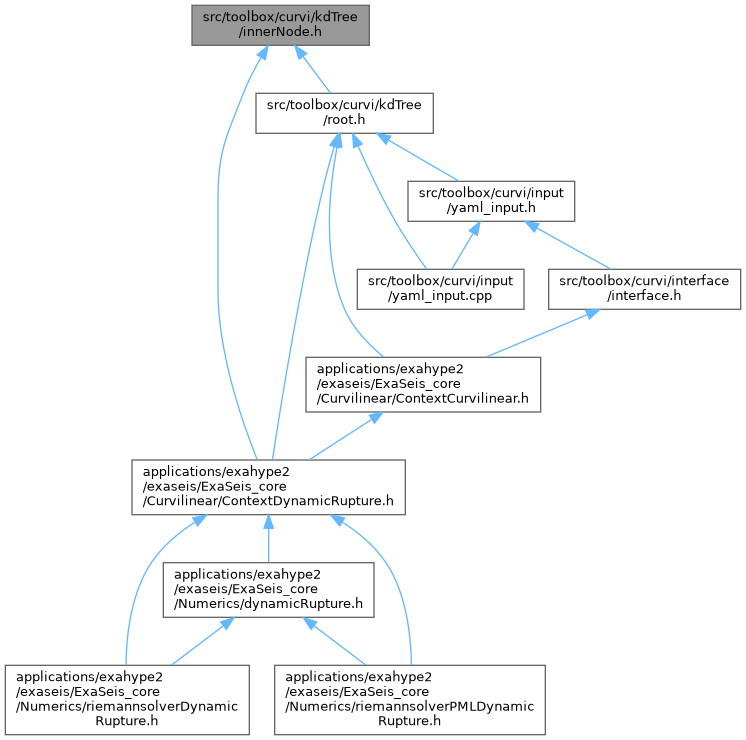 src/toolbox/curvi/kdTree
/innerNode.h
src/toolbox/curvi/kdTree
/root.h
src/toolbox/curvi/input
/yaml_input.h
src/toolbox/curvi/input
/yaml_input.cpp
src/toolbox/curvi/interface
/interface.h
applications/exahype2
/exaseis/ExaSeis_core
/Curvilinear/ContextCurvilinear.h
applications/exahype2
/exaseis/ExaSeis_core
/Curvilinear/ContextDynamicRupture.h
applications/exahype2
/exaseis/ExaSeis_core
/Numerics/dynamicRupture.h
applications/exahype2
/exaseis/ExaSeis_core
/Numerics/riemannsolverDynamic
Rupture.h
applications/exahype2
/exaseis/ExaSeis_core
/Numerics/riemannsolverPMLDynamic
Rupture.h